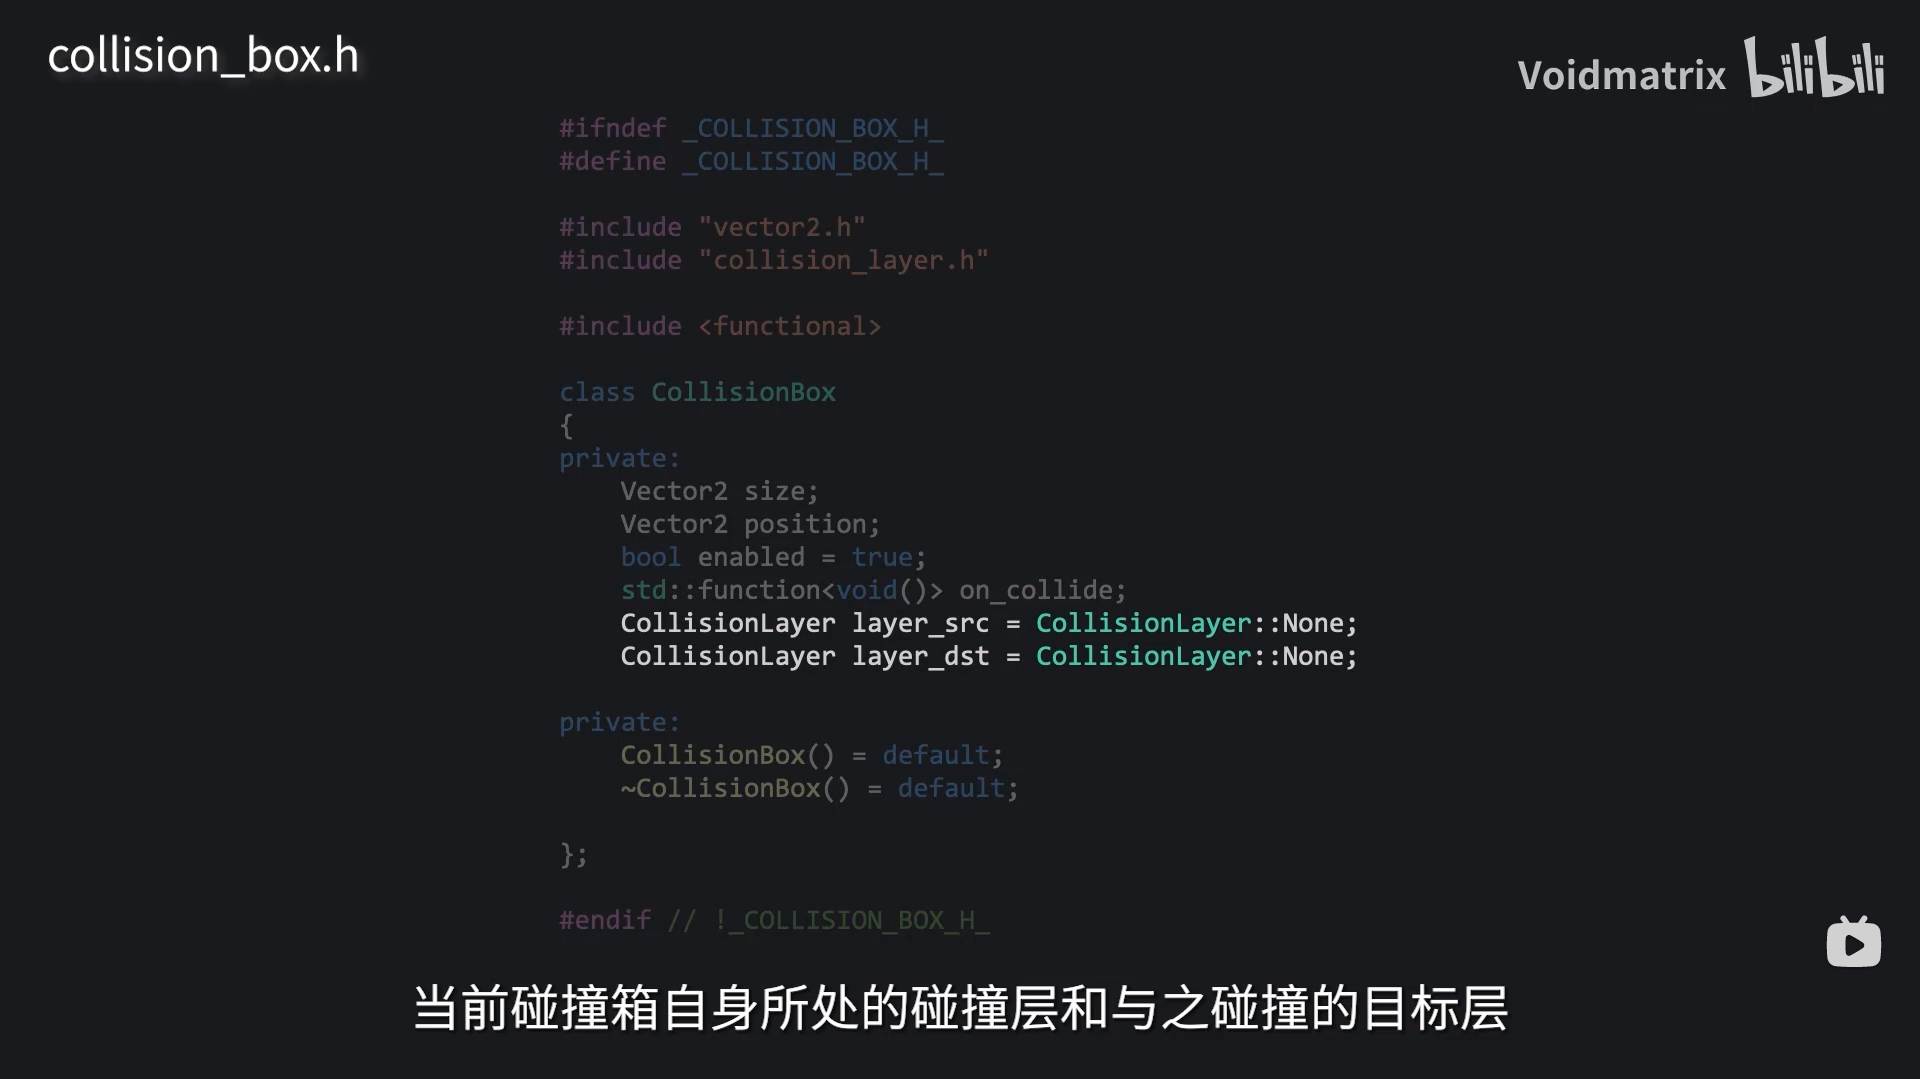 collision_box.h
Voidmatrix bilibili
#ifndef _COLLISION_BOX_H_
#define _COLLISION_BOX_H_
#include "vector2.h"
#include "collision_layer.h"
#include <functional>
class CollisionBox
{
private:
    Vector2 size;
    Vector2 position;
    bool enabled = true;
    std::function<void()> on_collide;
    CollisionLayer layer_src = CollisionLayer::None;
    CollisionLayer layer_dst = CollisionLayer::None;
private:
    CollisionBox() = default;
    ~CollisionBox() = default;
};
#endif // !_COLLISION_BOX_H_
当前碰撞箱自身所处的碰撞层和与之碰撞的目标层